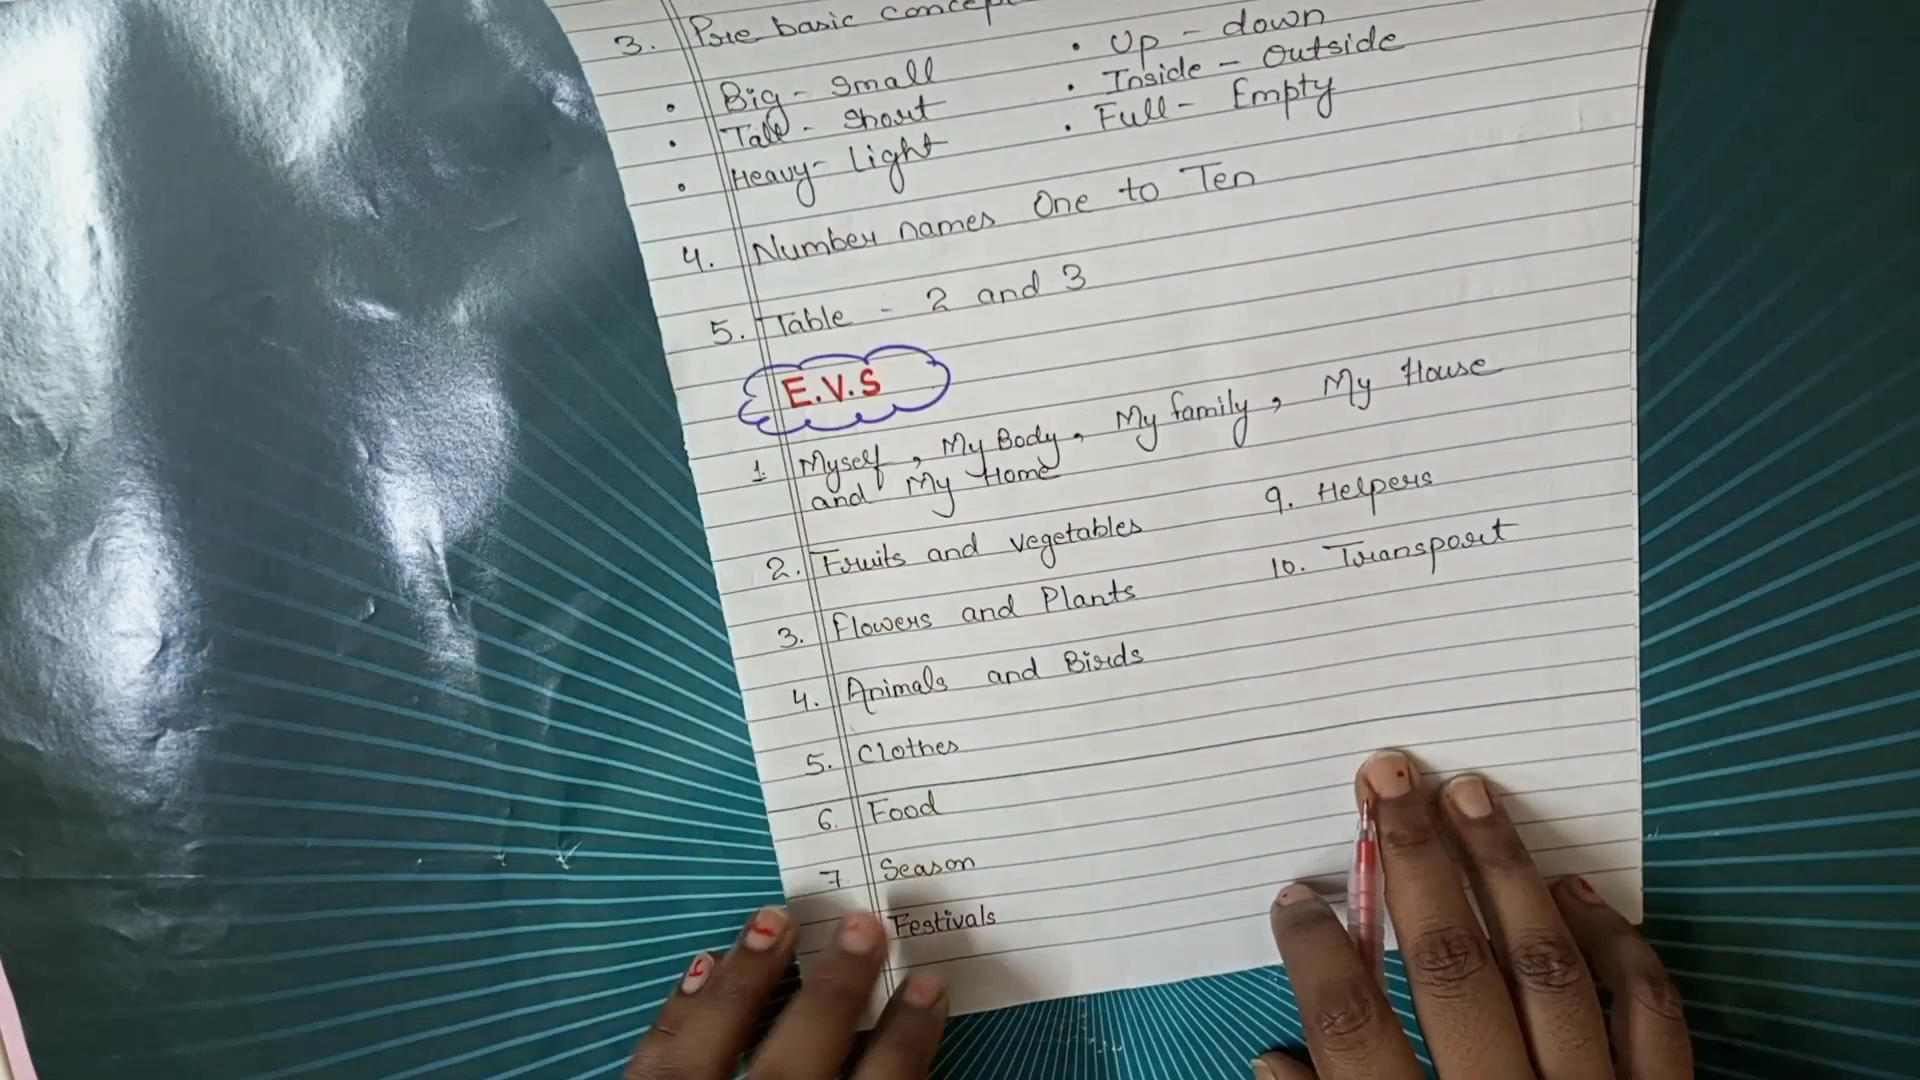 3. Pre basic concep
• Big - Small
• Tall - Short
• Heavy - Light
• Up - down
• Inside - Outside
• Full - Empty
4. Number names One to Ten
5. Table - 2 and 3
E.V.S
1. Myself, My Body, My family, My House
and My Home
2. Fruits and vegetables
3. Flowers and Plants
4. Animals and Birds
5. Clothes
6. Food
7 Season
Festivals
9. Helpers
10. Transport